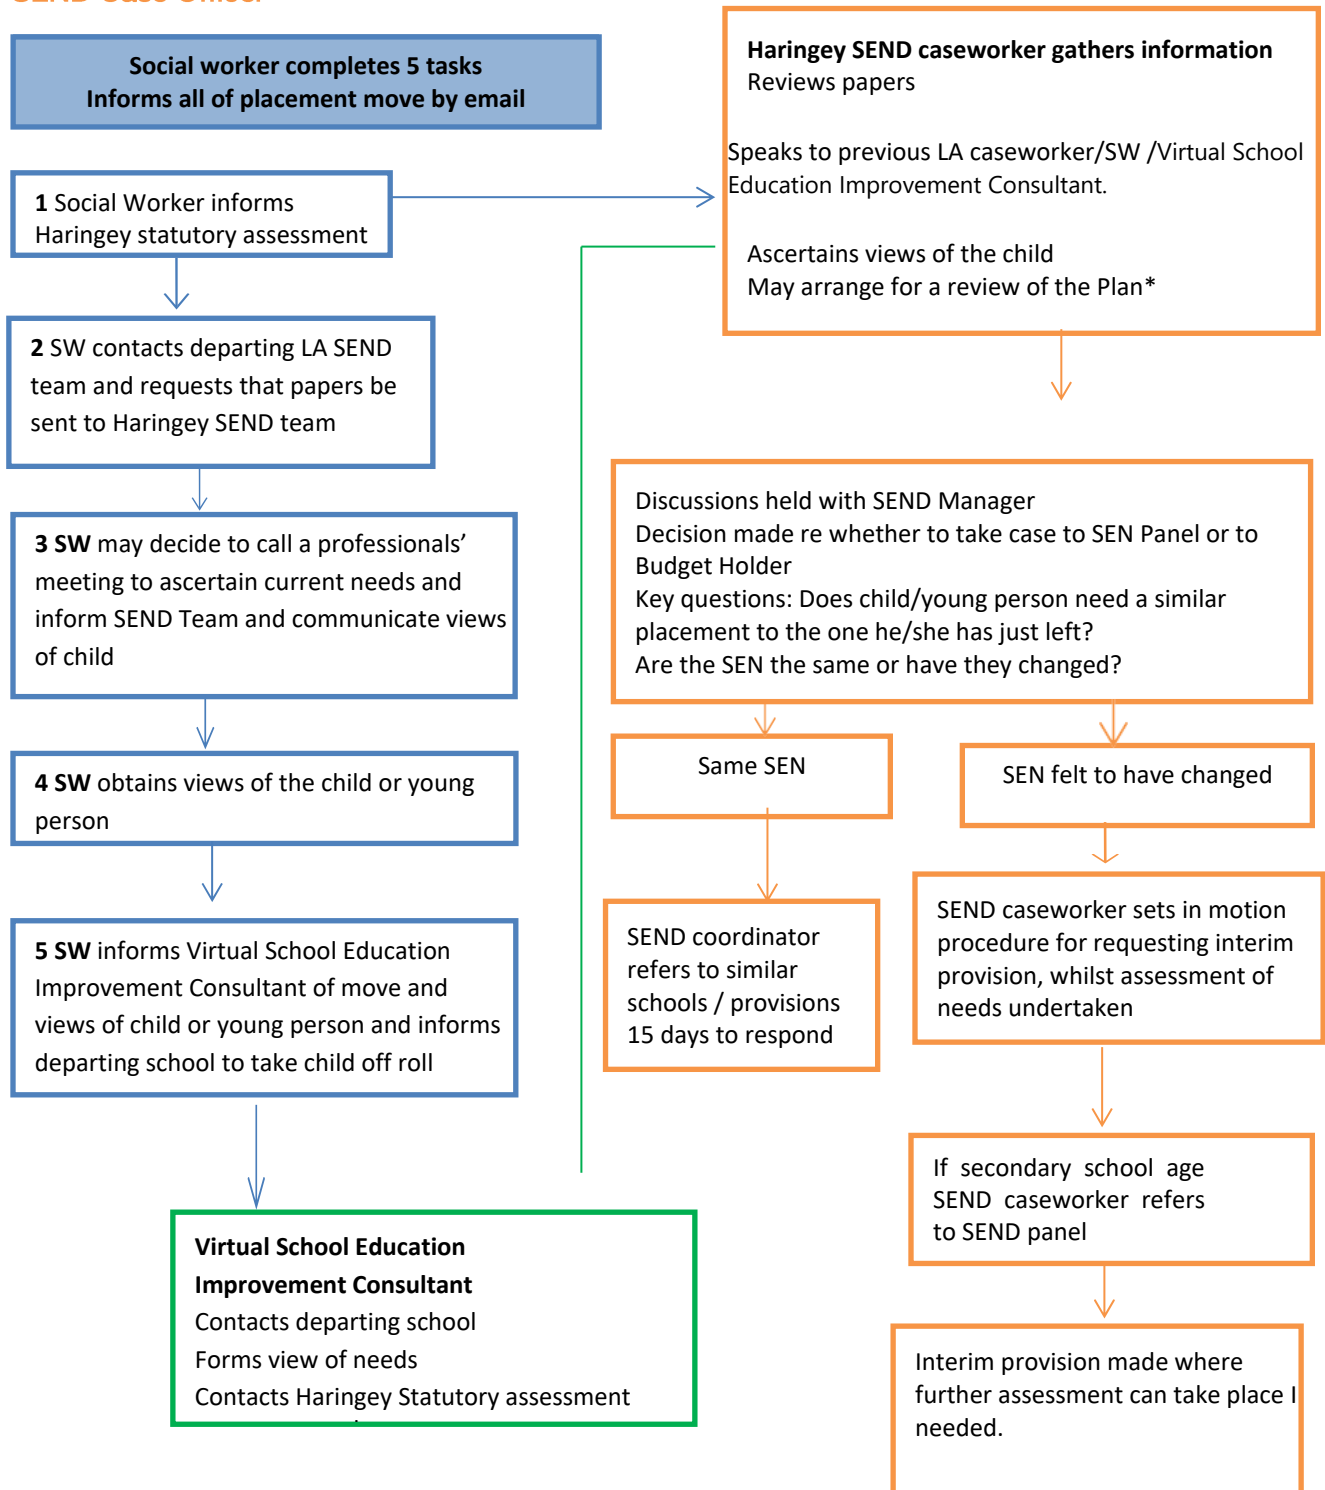 SEND Case Officer
Social worker completes 5 tasks
Informs all of placement move by email
1 Social Worker informs
Haringey statutory assessment
2 SW contacts departing LA SEND
team and requests that papers be
sent to Haringey SEND team
3 SW may decide to call a professionals’
meeting to ascertain current needs and
inform SEND Team and communicate views
of child
4 SW obtains views of the child or young
person
5 SW informs Virtual School Education
Improvement Consultant of move and
views of child or young person and informs
departing school to take child off roll
Virtual School Education
Improvement Consultant
Contacts departing school
Forms view of needs
Contacts Haringey Statutory assessment
Haringey SEND caseworker gathers information
Reviews papers
Speaks to previous LA caseworker/SW /Virtual School
Education Improvement Consultant.
Ascertains views of the child
May arrange for a review of the Plan*
Discussions held with SEND Manager
Decision made re whether to take case to SEN Panel or to
Budget Holder
Key questions: Does child/young person need a similar
placement to the one he/she has just left?
Are the SEN the same or have they changed?
Same SEN
SEND coordinator
refers to similar
schools / provisions
15 days to respond
SEN felt to have changed
SEND caseworker sets in motion
procedure for requesting interim
provision, whilst assessment of
needs undertaken
If secondary school age
SEND caseworker refers
to SEND panel
Interim provision made where
further assessment can take place I
needed.